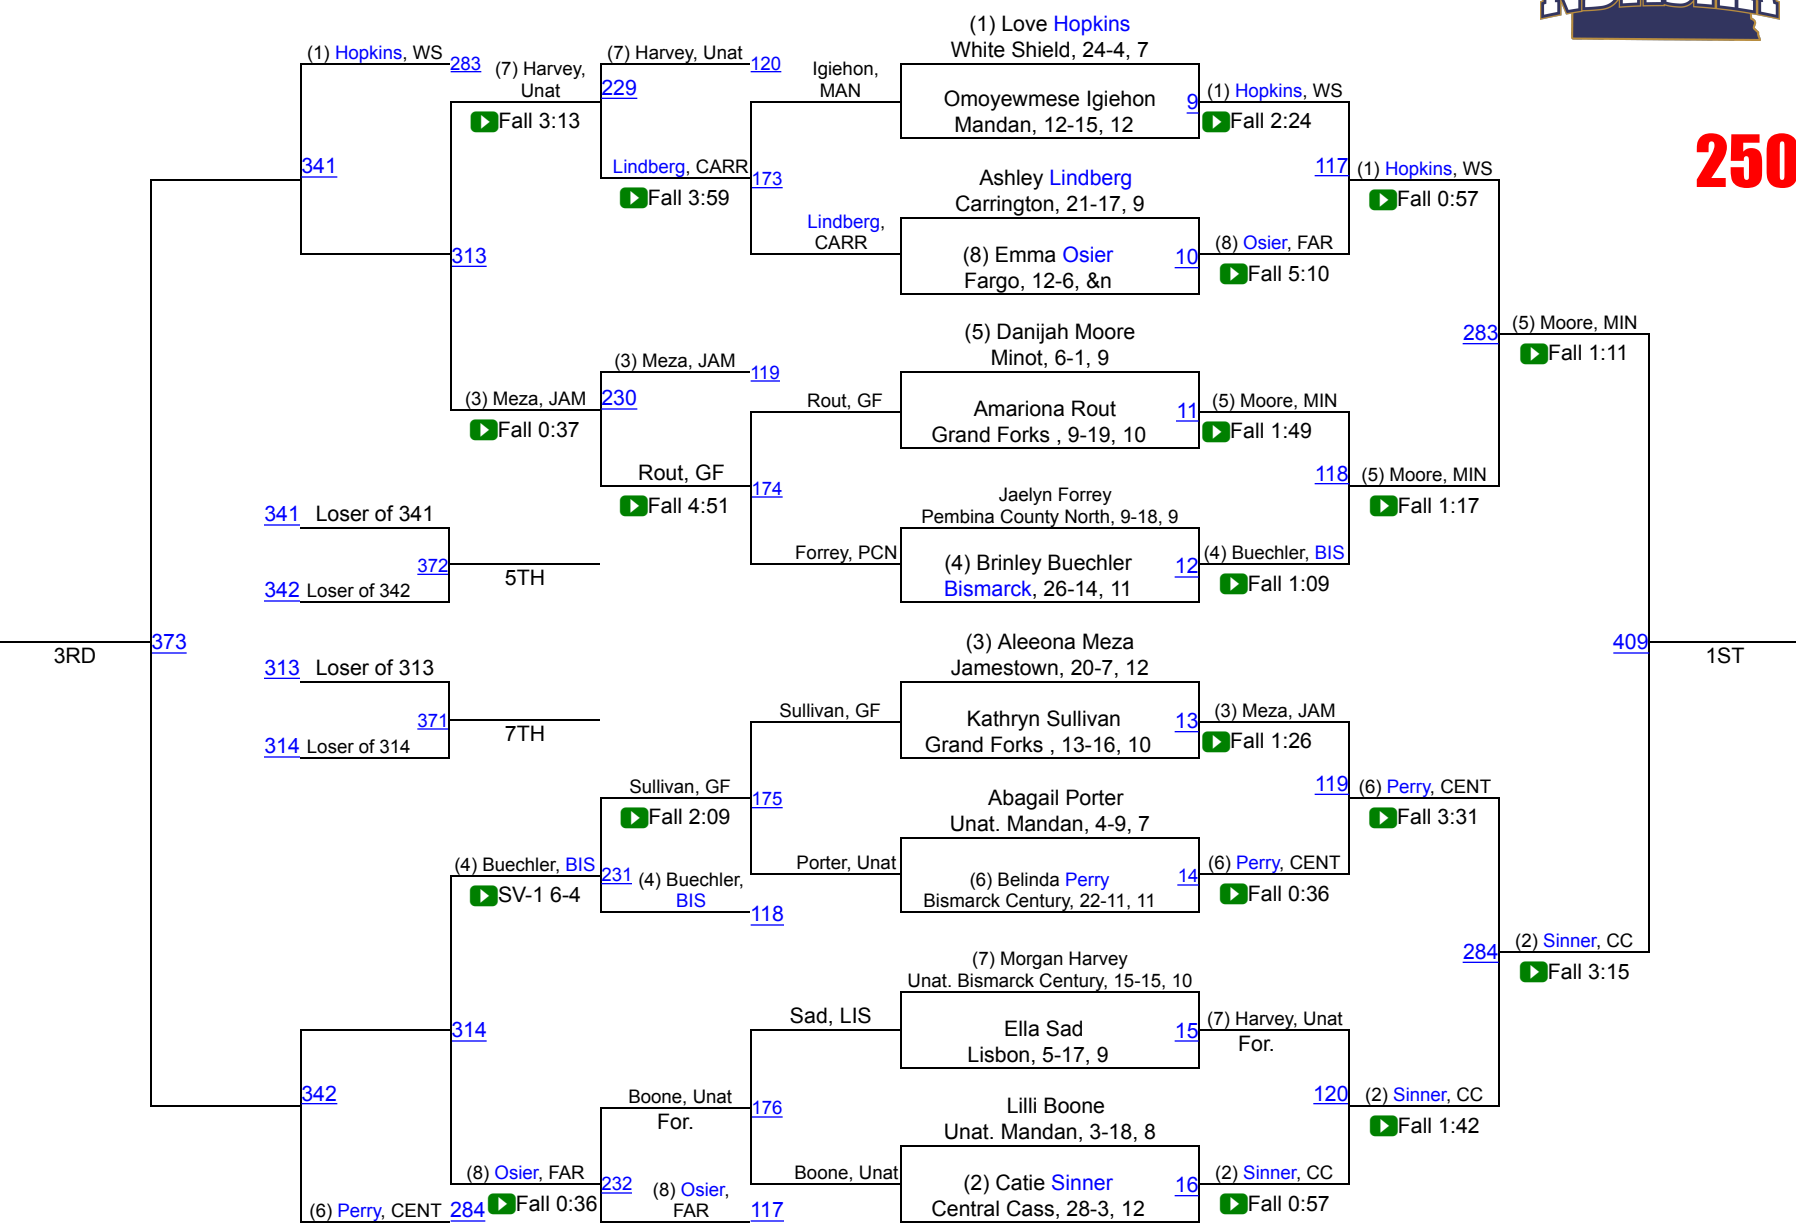 (1) Love Hopkins
White Shield, 24-4, 7
(1) Hopkins, WS
283
(7) Harvey,
Unat
(7) Harvey, Unat
120
Igiehon,
MAN
229
Omoyewmese Igiehon
Mandan, 12-15, 12
9
(1) Hopkins, WS
Fall 3:13
Fall 2:24
250
341
Lindberg, CARR
173
Fall 3:59
Ashley Lindberg
Carrington, 21-17, 9
117
(1) Hopkins, WS
Fall 0:57
Lindberg,
CARR
313
(8) Emma Osier
Fargo, 12-6, &n
10
(8) Osier, FAR
Fall 5:10
(5) Danijah Moore
Minot, 6-1, 9
283
(5) Moore, MIN
Fall 1:11
(3) Meza, JAM
119
(3) Meza, JAM
230
Fall 0:37
Rout, GF
Amariona Rout
Grand Forks , 9-19, 10
11
(5) Moore, MIN
Fall 1:49
Rout, GF
174
Fall 4:51
118
(5) Moore, MIN
Fall 1:17
Jaelyn Forrey
Pembina County North, 9-18, 9
341
Loser of 341
372
5TH
342
Loser of 342
Forrey, PCN
(4) Brinley Buechler
Bismarck, 26-14, 11
12
(4) Buechler, BIS
Fall 1:09
3RD
373
(3) Aleeona Meza
Jamestown, 20-7, 12
409
1ST
313
Loser of 313
371
7TH
314
Loser of 314
Sullivan, GF
Kathryn Sullivan
Grand Forks , 13-16, 10
13
(3) Meza, JAM
Fall 1:26
Sullivan, GF
175
Fall 2:09
Abagail Porter
Unat. Mandan, 4-9, 7
119
(6) Perry, CENT
Fall 3:31
(4) Buechler, BIS
SV-1 6-4
231
(4) Buechler,
BIS
118
Porter, Unat
(6) Belinda Perry
Bismarck Century, 22-11, 11
14
(6) Perry, CENT
Fall 0:36
(7) Morgan Harvey
Unat. Bismarck Century, 15-15, 10
284
(2) Sinner, CC
Fall 3:15
Sad, LIS
Ella Sad
Lisbon, 5-17, 9
15
(7) Harvey, Unat
For.
314
342
Boone, Unat
For.
176
Lilli Boone
Unat. Mandan, 3-18, 8
120
(2) Sinner, CC
Fall 1:42
(8) Osier, FAR
Fall 0:36
232
(8) Osier,
FAR
117
Boone, Unat
(2) Catie Sinner
Central Cass, 28-3, 12
16
(2) Sinner, CC
Fall 0:57
(6) Perry, CENT
284